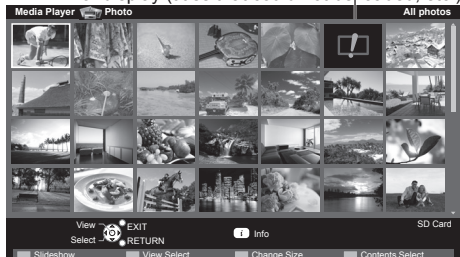 Media Player Photo All photos
View EXIT
Select RETURN
i Info
SD Card
Slideshow View Select Change Size Contents Select